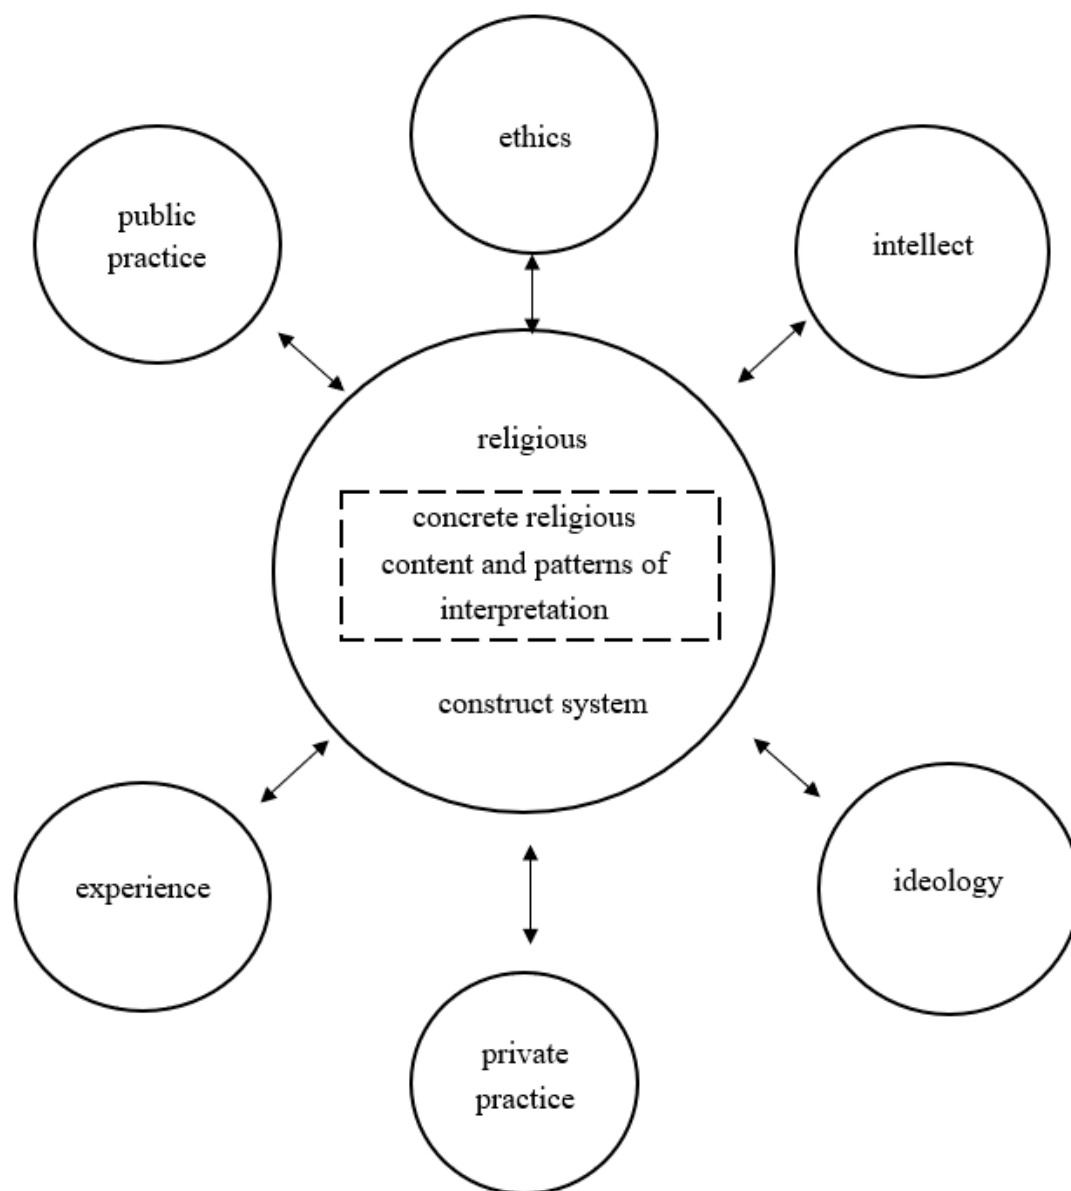 ethics
public
practice
intellect
religious
concrete religious
content and patterns of
interpretation
construct system
experience
ideology
private
practice